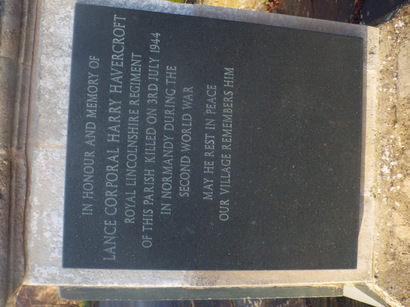 IN HONOUR AND MEMORY OF
LANCE CORPORAL HARRY HAVERCROFT
ROYAL LINCOLNSHIRE REGIMENT
OF THIS PARISH KILLED ON 3RD JULY 1944
IN NORMANDY DURING THE
SECOND WORLD WAR
MAY HE REST IN PEACE
OUR VILLAGE REMEMBERS HIM